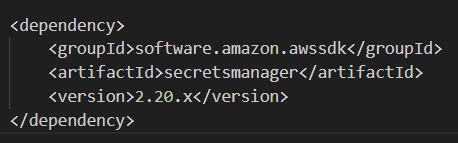 <dependency>
    <groupId>software.amazon.awssdk</groupId>
    <artifactId>secretsmanager</artifactId>
    <version>2.20.x</version>
</dependency>